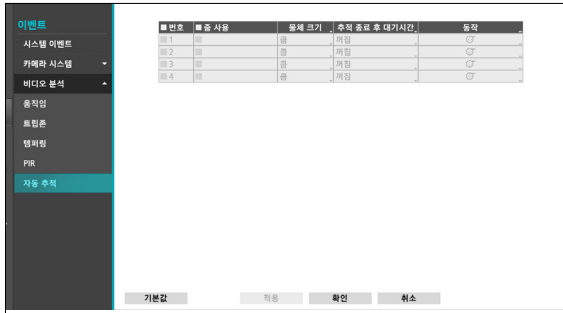 이벤트
시스템 이벤트
카메라 시스템
비디오 분석
움직임
트립존
템퍼링
PIR
자동 추적
번호 줌 사용 물체 크기 추적 종료 후 대기시간 동작
1 큼 꺼짐
2 큼 꺼짐
3 큼 꺼짐
4 큼 꺼짐
기본값 적용 확인 취소